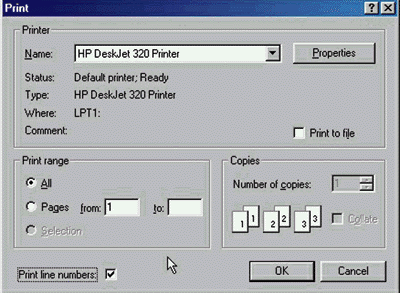 Print
Printer
Name: HP DeskJet 320 Printer Properties
Status: Default printer; Ready
Type: HP DeskJet 320 Printer
Where: LPT1:
Comment: Print to file
Print range
All
Pages from: 1 to:
Selection
Copies
Number of copies: 1
1 1 2 2 3 3 Collate
Print line numbers: OK Cancel